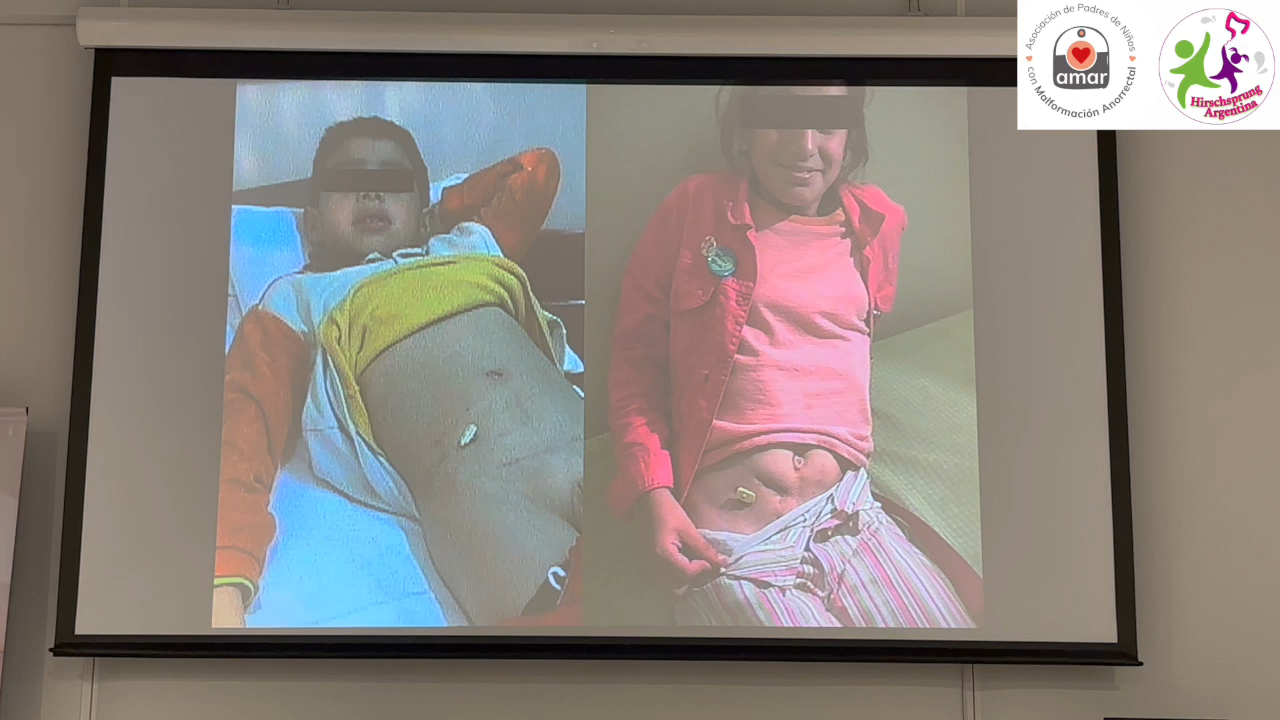 Asociación de Padres de Niños
con Malformación Anorrectal
amar
Hirschsprung
Argentina